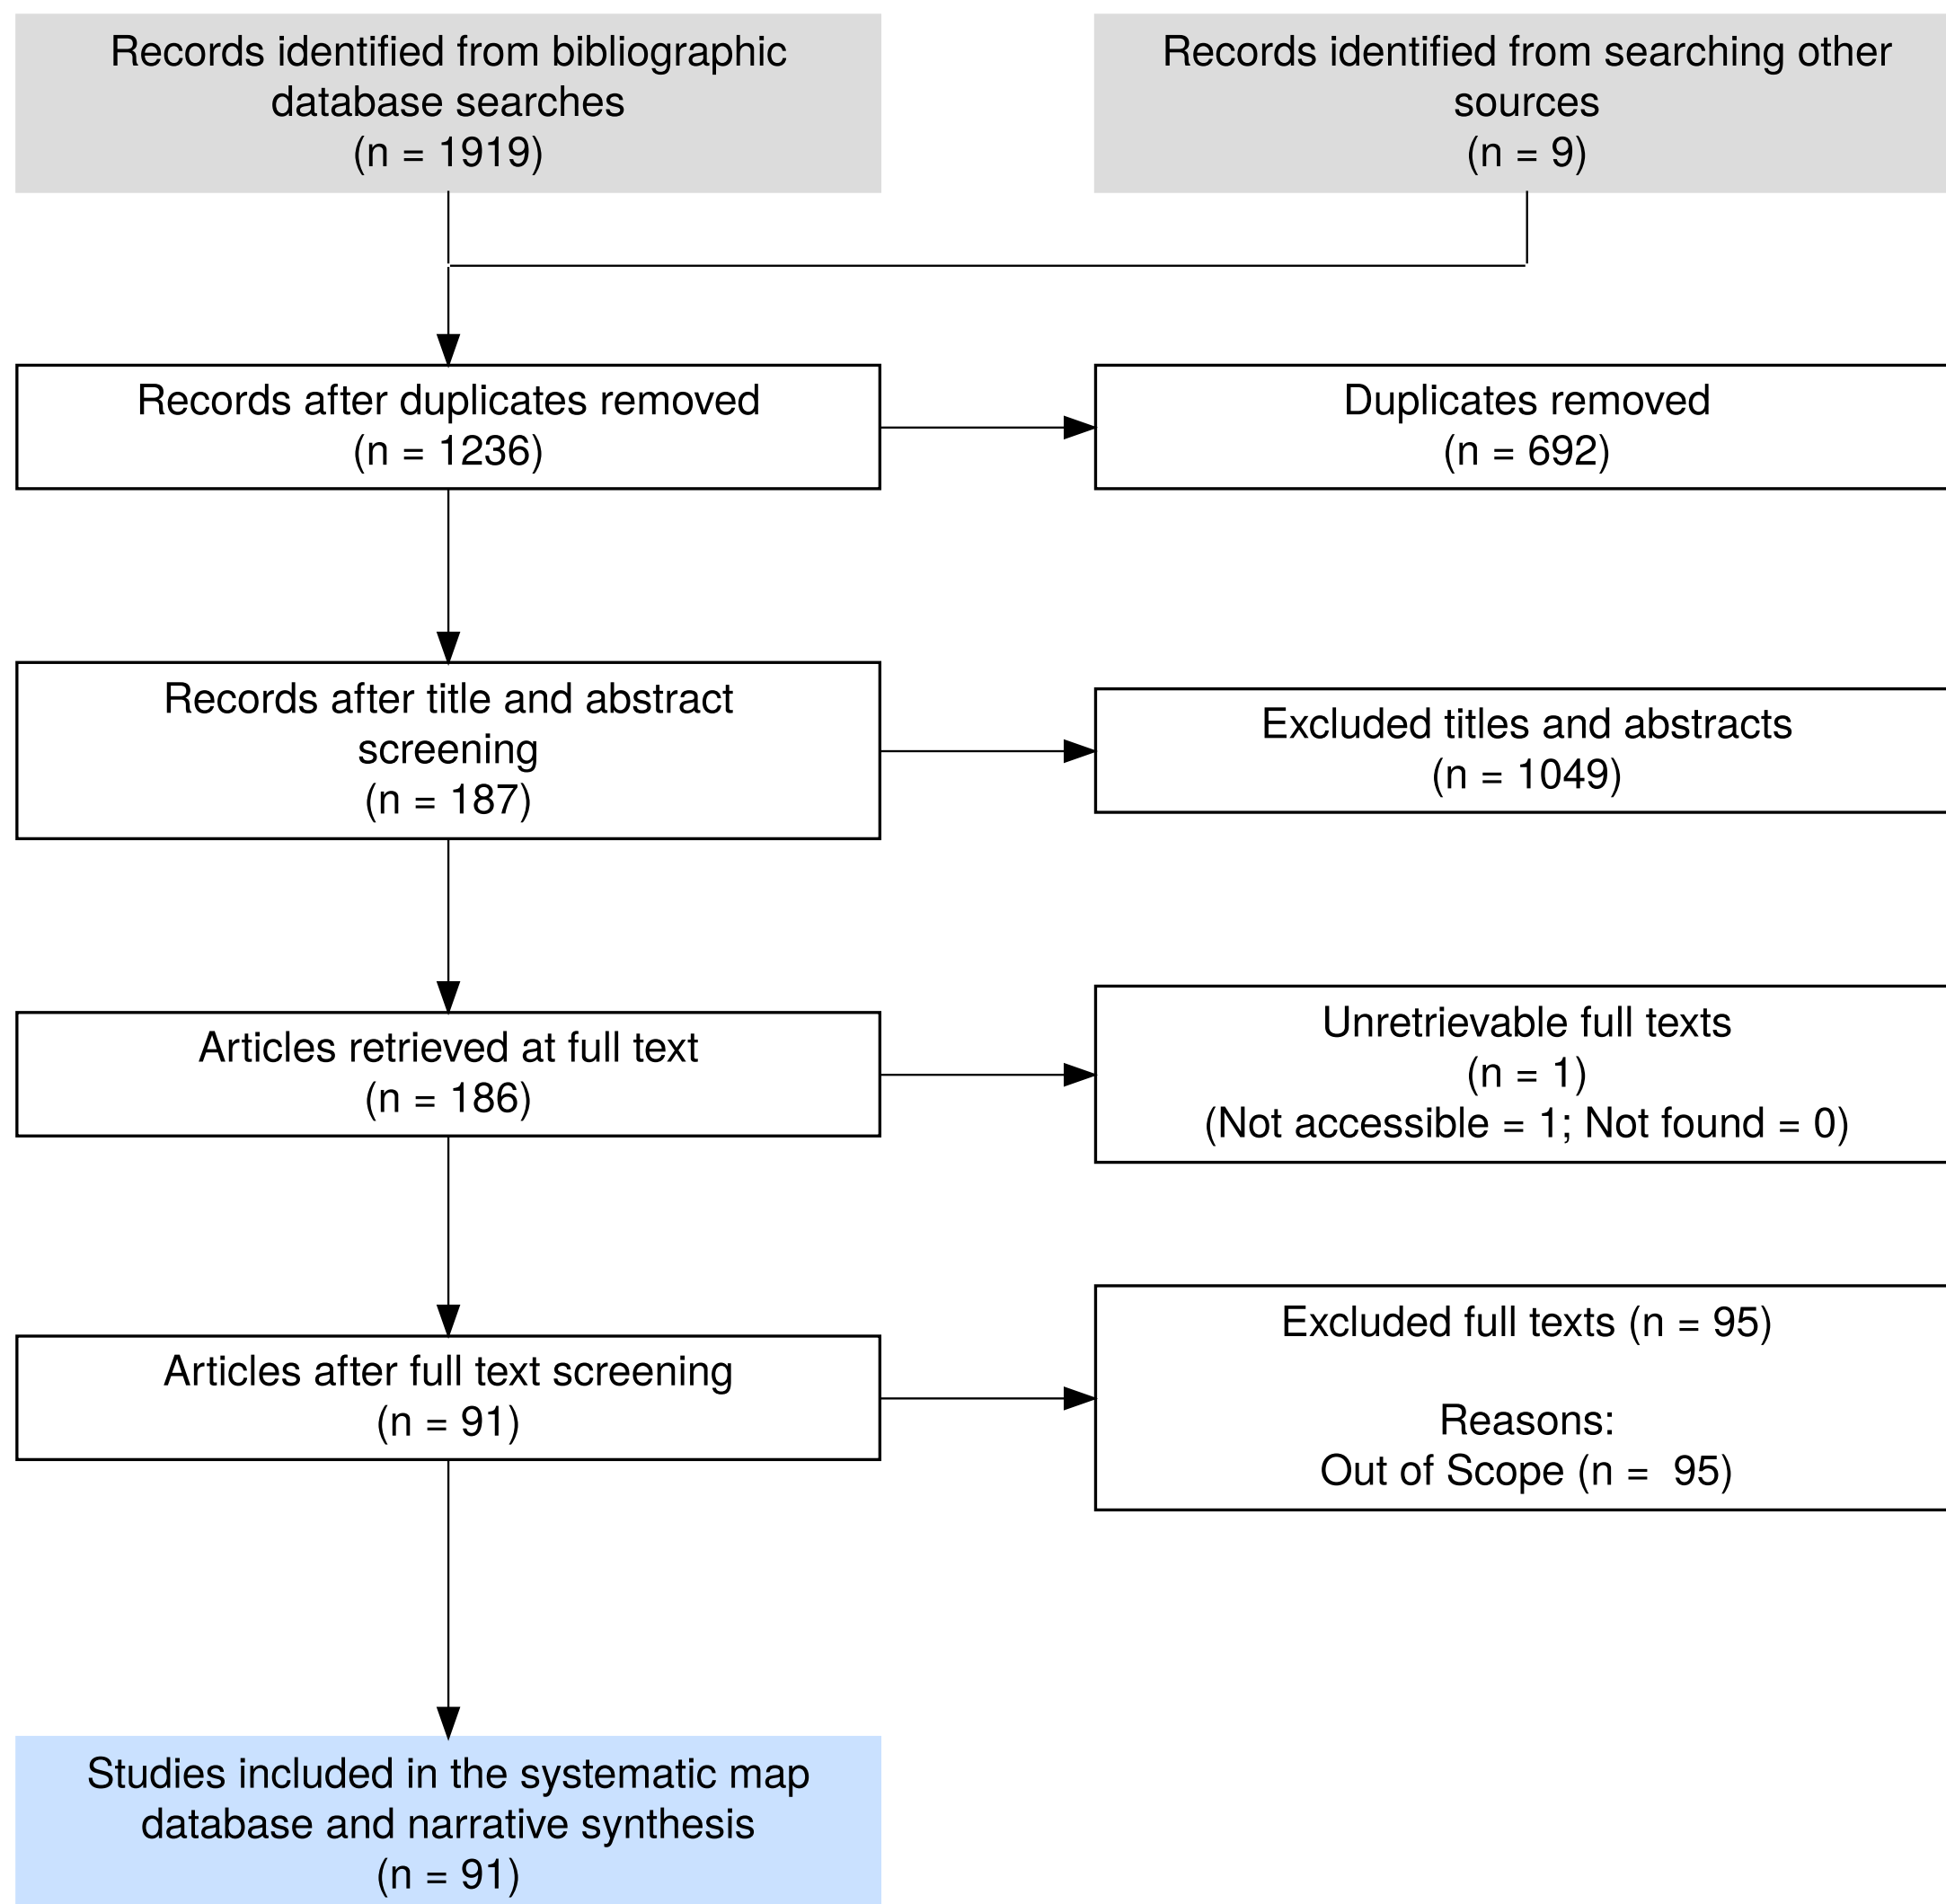 Records identified from bibliographic
database searches
(n = 1919)
Records identified from searching other
sources
(n = 9)
Records after duplicates removed
(n = 1236)
Duplicates removed
(n = 692)
Records after title and abstract
screening
(n = 187)
Excluded titles and abstracts
(n = 1049)
Articles retrieved at full text
(n = 186)
Unretrievable full texts
(n = 1)
(Not accessible = 1; Not found = 0)
Articles after full text screening
(n = 91)
Excluded full texts (n = 95)
Reasons:
Out of Scope (n =  95)
Studies included in the systematic map
database and narrative synthesis
(n = 91)